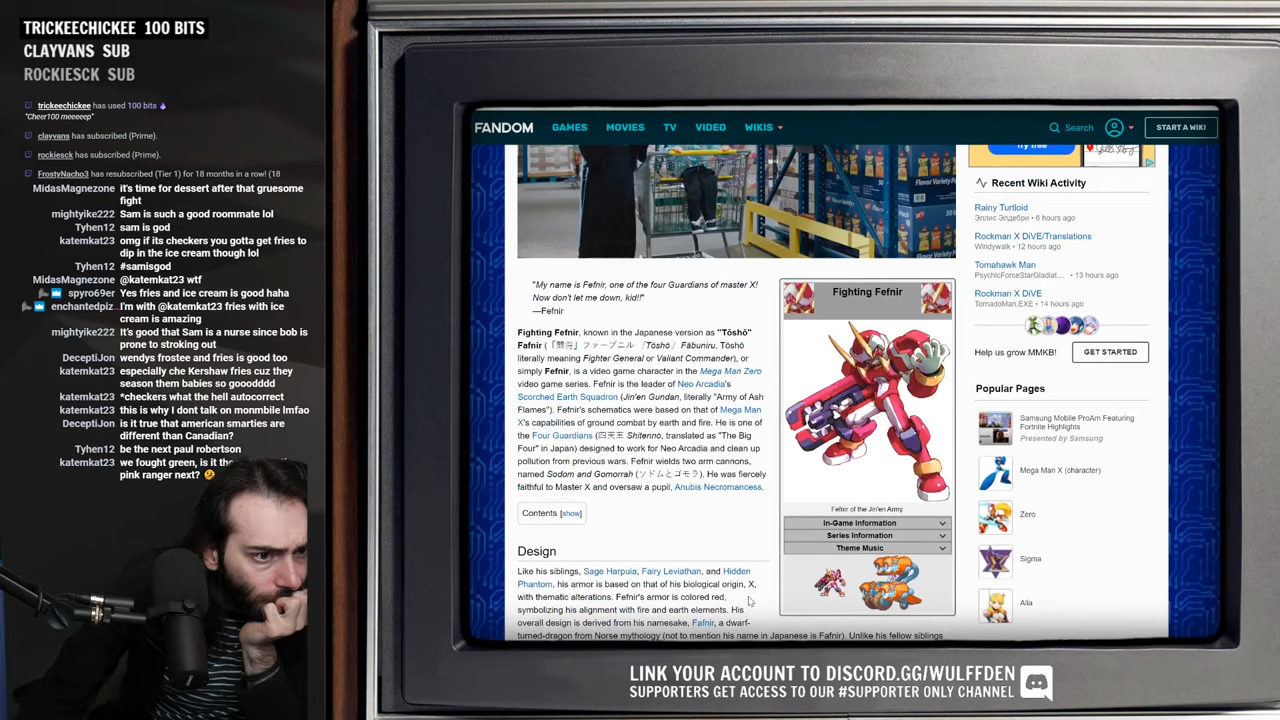 TRICKEECHICKEE 100 BITS
CLAYVANS SUB
ROCKIESCK SUB
trickeechickee has used 100 bits
"Cheer100 meeeeep"
clayvans has subscribed (Prime).
rockiesck has subscribed (Prime).
FrostyNacho3 has resubscribed (Tier 1) for 18 months in a row! (18
MidasMagnezone it's time for dessert after that gruesome
fight
mightyike222 Sam is such a good roommate lol
Tyhen12 sam is god
katemkat23 omg if its checkers you gotta get fries to
dip in the ice cream though lol
Tyhen12 #samisgod
MidasMagnezone @katemkat23 wtf
spyro69er Yes fries and ice cream is good haha
enchantedpiz I'm with @katemkat23 fries with ice
cream is amazing
mightyike222 It's good that Sam is a nurse since bob is
prone to stroking out
DeceptiJon wendys frostee and fries is good too
katemkat23 especially che Kershaw fries cuz they
season them babies so gooodddd
katemkat23 *checkers what the hell autocorrect
katemkat23 this is why I dont talk on monmbile lmfao
DeceptiJon is it true that american smarties are
different than Canadian?
Tyhen12 be the next paul robertson
katemkat23 we fought green, is it
pink ranger next?
FANDOM GAMES MOVIES TV VIDEO WIKIS Search START A WIKI
Try free
Flavor Variety
"My name is Fefnir, one of the four Guardians of master X!
Now don't let me down, kid!!"
—Fefnir
Fighting Fefnir, known in the Japanese version as "Tōshō"
Fafnir (「闘将」ファーブニル /Tōshō / Fābuniru, Tōshō
literally meaning Fighter General or Valiant Commander), or
simply Fefnir, is a video game character in the Mega Man Zero
video game series. Fefnir is the leader of Neo Arcadia's
Scorched Earth Squadron (Jin'en Gundan, literally "Army of Ash
Flames"). Fefnir's schematics were based on that of Mega Man
X's capabilities of ground combat by earth and fire. He is one of
the Four Guardians (四天王 Shitennō, translated as "The Big
Four" in Japan) designed to work for Neo Arcadia and clean up
pollution from previous wars. Fefnir wields two arm cannons,
named Sodom and Gomorrah (ソドムとゴモラ). He was fiercely
faithful to Master X and oversaw a pupil, Anubis Necromancess.
Contents [show]
Design
Like his siblings, Sage Harpuia, Fairy Leviathan, and Hidden
Phantom, his armor is based on that of his biological origin, X,
with thematic alterations. Fefnir's armor is colored red,
symbolizing his alignment with fire and earth elements. His
overall design is derived from his namesake, Fafnir, a dwarf-
turned-dragon from Norse mythology (not to mention his name in Japanese is Fafnir). Unlike his fellow siblings
Fighting Fefnir
Fefnir of the Jin'en Army
In-Game Information
Series Information
Theme Music
Recent Wiki Activity
Rainy Turtloid
Эллис Элдебри • 6 hours ago
Rockman X DiVE/Translations
Windywalk • 12 hours ago
Tomahawk Man
PsychicForceStarGladiat... • 13 hours ago
Rockman X DiVE
TornadoMan.EXE • 14 hours ago
Help us grow MMKB! GET STARTED
Popular Pages
Samsung Mobile ProAm Featuring
Fortnite Highlights
Presented by Samsung
Mega Man X (character)
Zero
Sigma
Alia
LINK YOUR ACCOUNT TO DISCORD.GG/WULFFDEN
SUPPORTERS GET ACCESS TO OUR #SUPPORTER ONLY CHANNEL